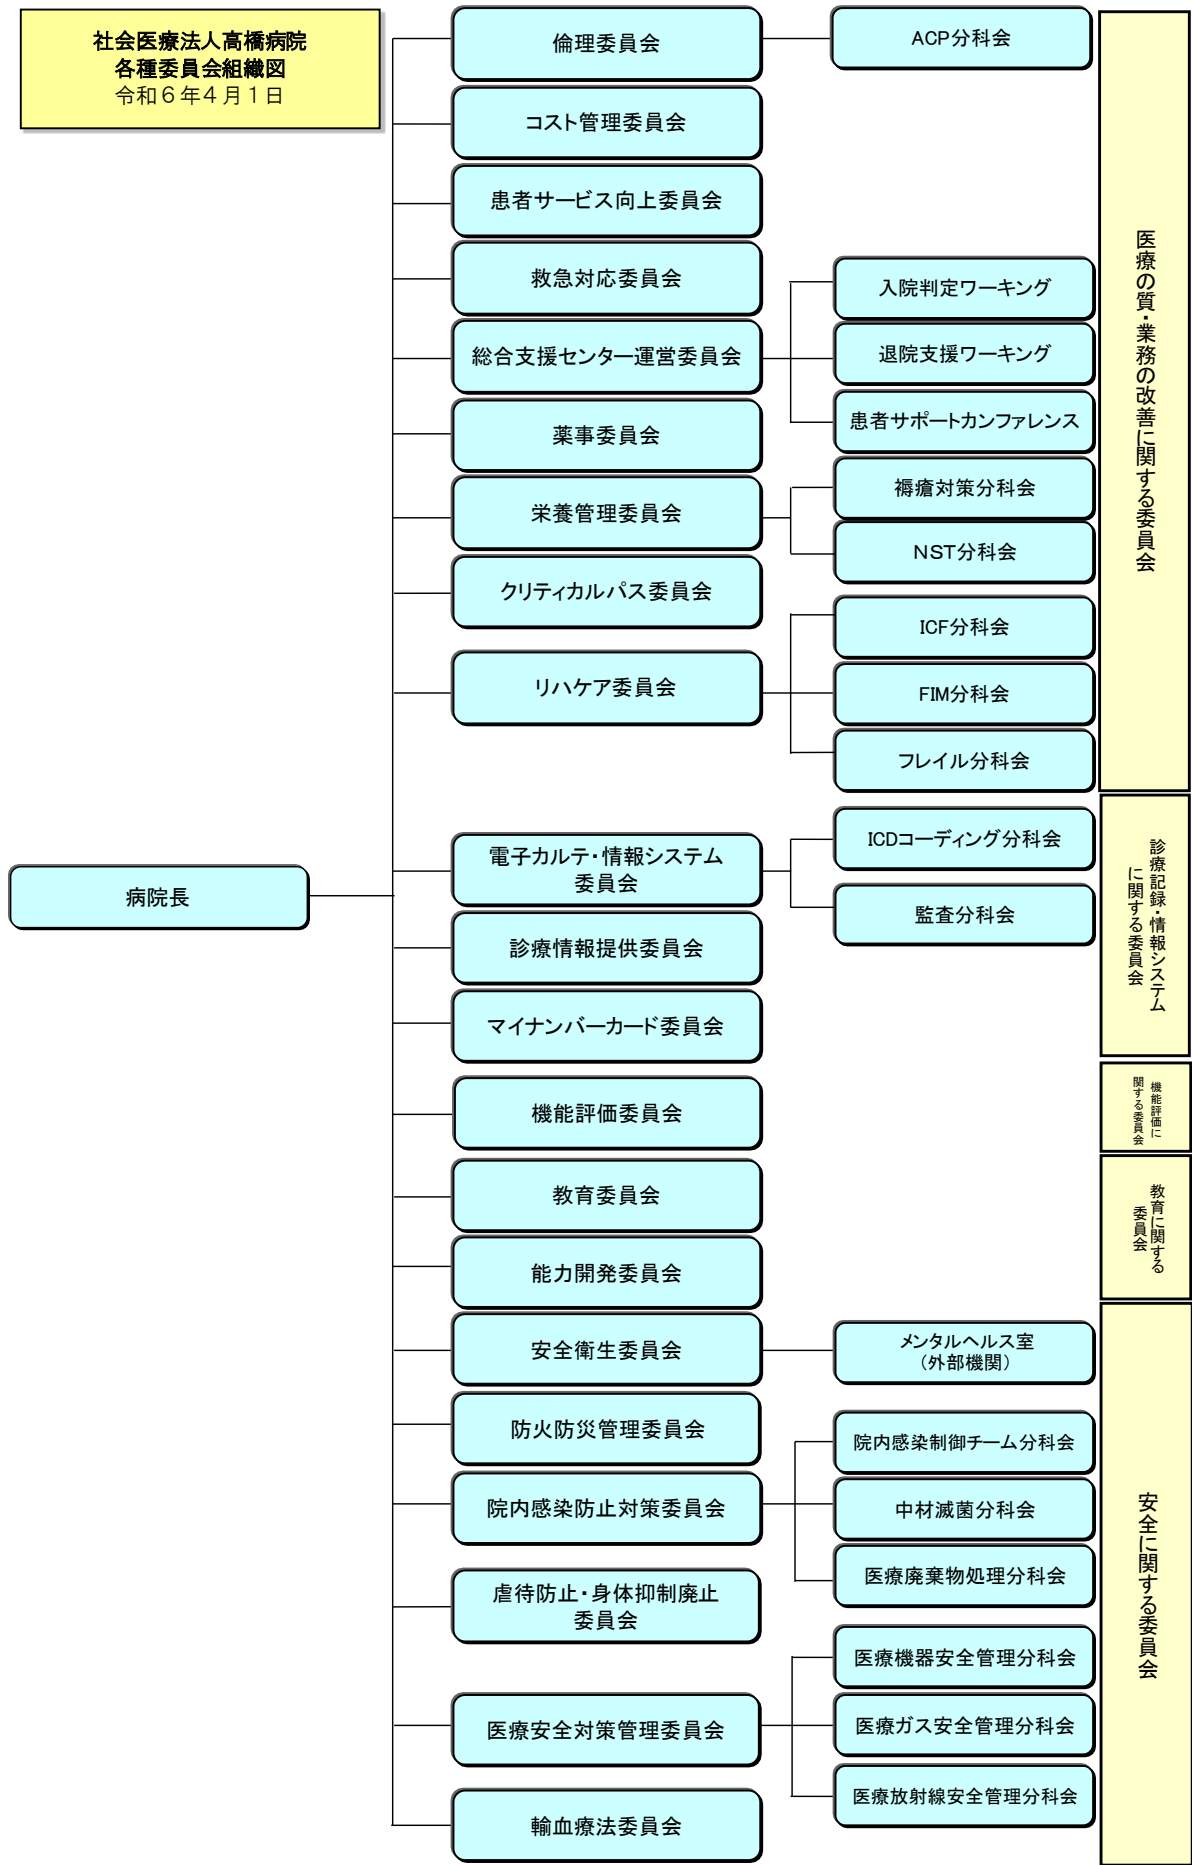 社会医療法人高橋病院
各種委員会組織図
令和６年４月１日
病院長
倫理委員会
ACP分科会
コスト管理委員会
患者サービス向上委員会
救急対応委員会
総合支援センター運営委員会
入院判定ワーキング
退院支援ワーキング
患者サポートカンファレンス
薬事委員会
栄養管理委員会
褥瘡対策分科会
NST分科会
クリティカルパス委員会
リハケア委員会
ICF分科会
FIM分科会
フレイル分科会
医療の質・業務の改善に関する委員会
電子カルテ・情報システム
委員会
ICDコーディング分科会
監査分科会
診療情報提供委員会
マイナンバーカード委員会
診療記録・情報システム
に関する委員会
機能評価委員会
機能評価に
関する委員会
教育委員会
能力開発委員会
教育に関する
委員会
安全衛生委員会
メンタルヘルス室
（外部機関）
防火防災管理委員会
院内感染防止対策委員会
院内感染制御チーム分科会
中材滅菌分科会
医療廃棄物処理分科会
虐待防止・身体抑制廃止
委員会
医療安全対策管理委員会
医療機器安全管理分科会
医療ガス安全管理分科会
医療放射線安全管理分科会
輸血療法委員会
安全に関する委員会